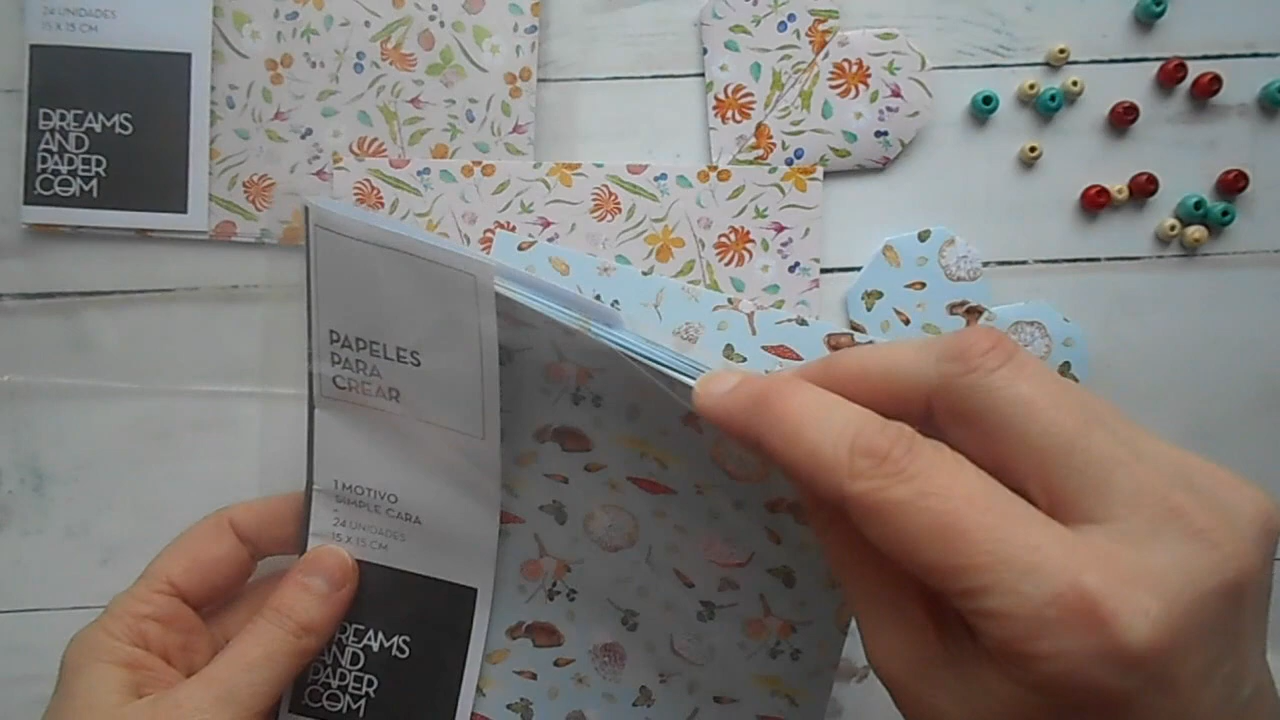 24 UNIDADES
15 X 15 CM
DREAMS
AND
PAPER
.COM
PAPELES
PARA
CREAR
1 MOTIVO
SIMPLE CARA
-
24 UNIDADES
15 X 15 CM
DREAMS
AND
PAPER
.COM